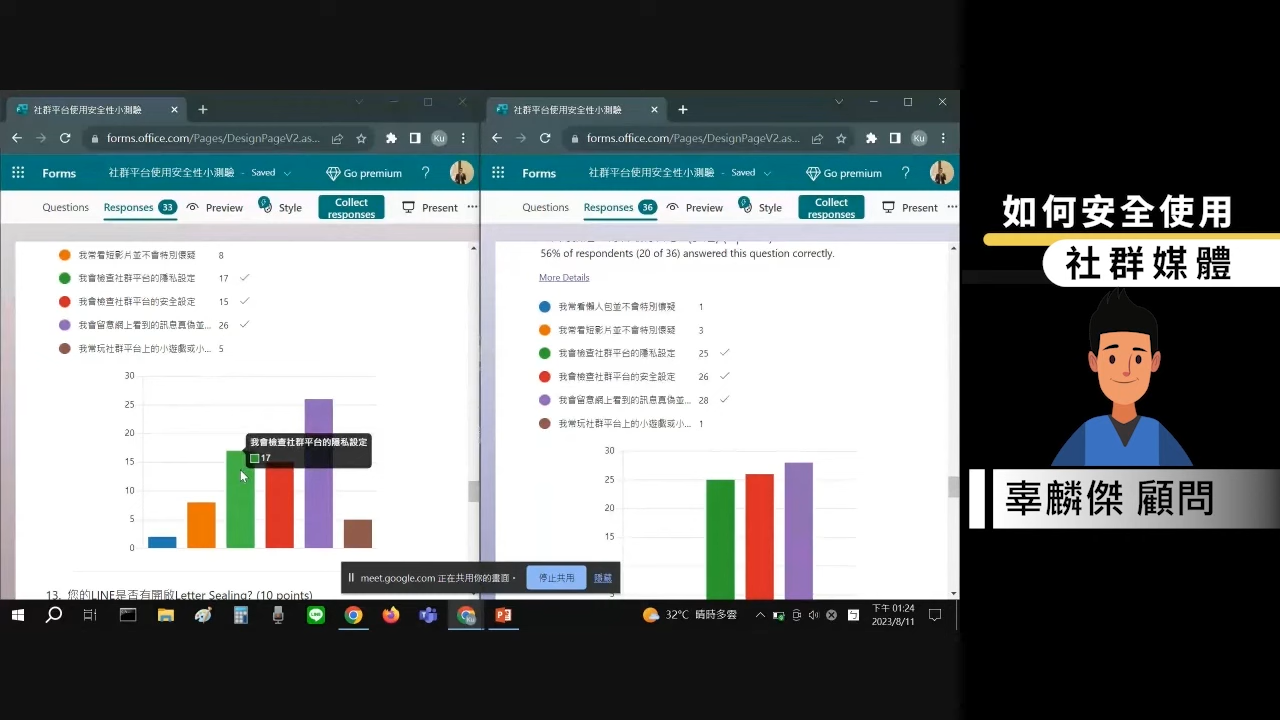 社群平台使用安全性小測驗
forms.office.com/Pages/DesignPageV2.as...
Ku
Forms
社群平台使用安全性小測驗 - Saved
Go premium
?
Questions
Responses 33
Preview
Style
Collect responses
Present
我常看短影片並不會特別懷疑 8
我會檢查社群平台的隱私設定 17
我會檢查社群平台的安全設定 15
我會留意網上看到的訊息真偽並... 26
我常玩社群平台上的小遊戲或小... 5
30
25
20
15
10
5
0
我會檢查社群平台的隱私設定
17
13. 您的LINE是否有開啟Letter Sealing? (10 points)
社群平台使用安全性小測驗
forms.office.com/Pages/DesignPageV2.as...
Ku
Forms
社群平台使用安全性小測驗 - Saved
Go premium
?
Questions
Responses 36
Preview
Style
Collect responses
Present
56% of respondents (20 of 36) answered this question correctly.
More Details
我常看懶人包並不會特別懷疑 1
我常看短影片並不會特別懷疑 3
我會檢查社群平台的隱私設定 25
我會檢查社群平台的安全設定 26
我會留意網上看到的訊息真偽並... 28
我常玩社群平台上的小遊戲或小... 1
30
25
20
15
meet.google.com 正在共用你的畫面。
停止共用
隱藏
32°C 晴時多雲
下午 01:24
2023/8/11
如何安全使用
社群媒體
辜麟傑 顧問